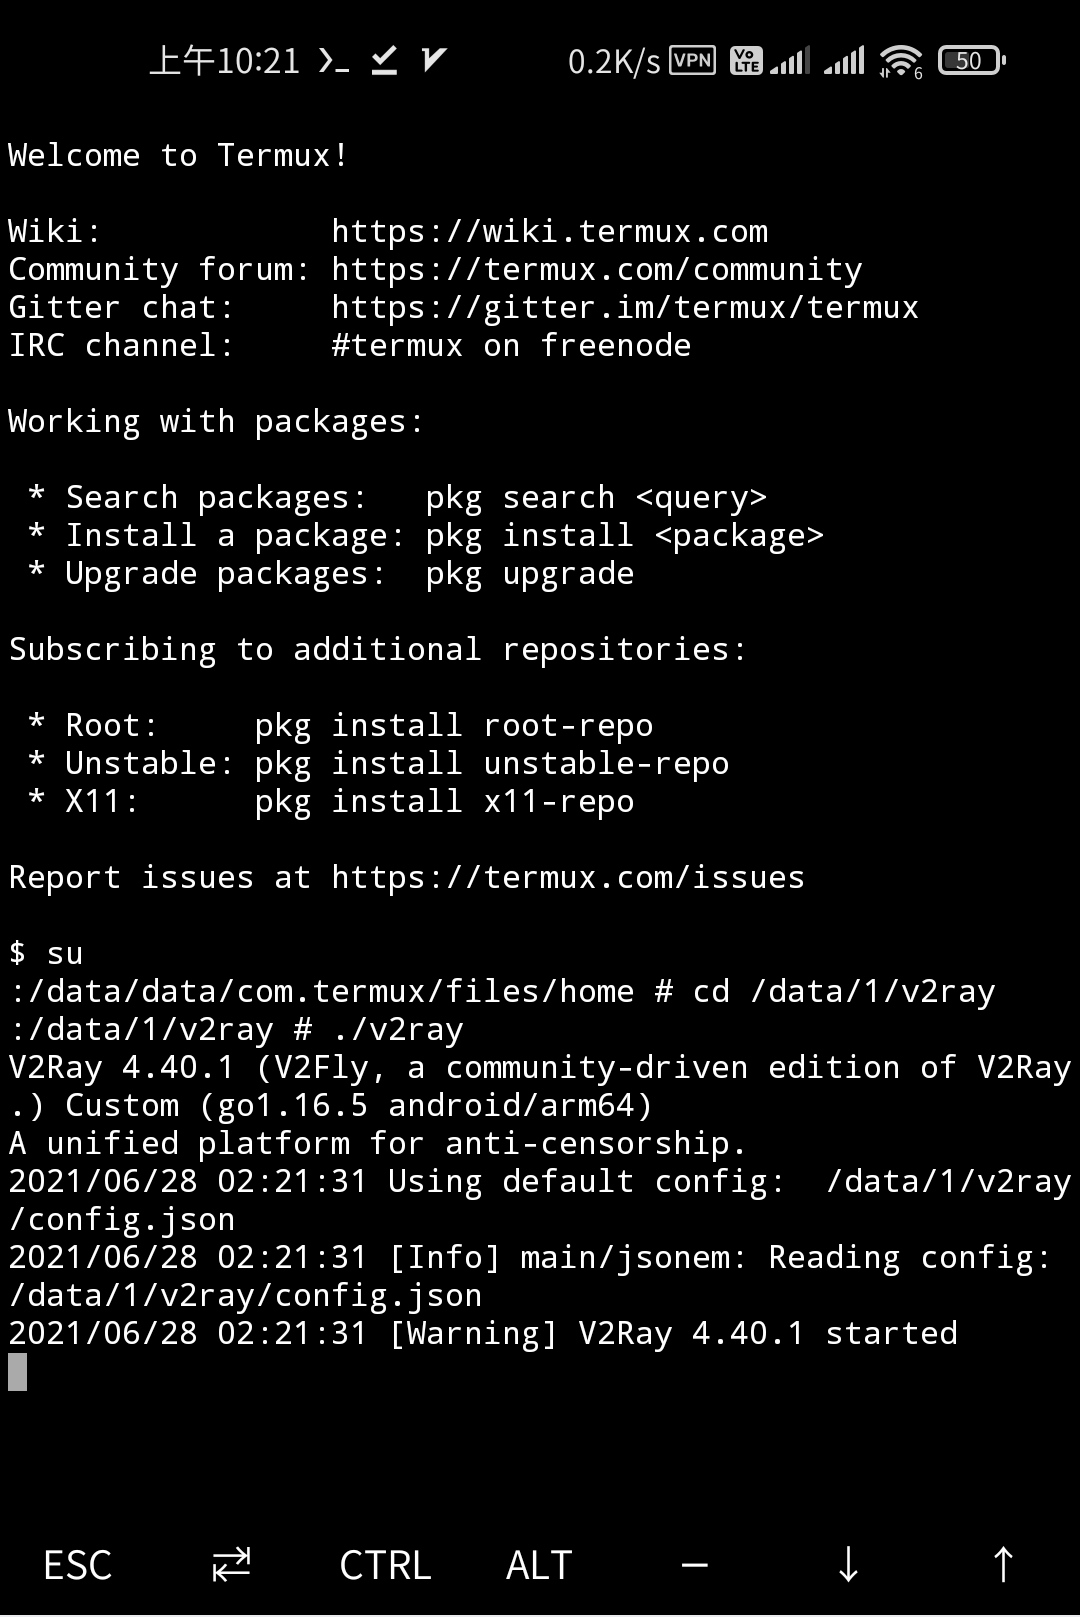 上午10:21 0.2K/s VPN Vo LTE 6 50
Welcome to Termux!
Wiki: https://wiki.termux.com
Community forum: https://termux.com/community
Gitter chat: https://gitter.im/termux/termux
IRC channel: #termux on freenode
Working with packages:
* Search packages: pkg search <query>
* Install a package: pkg install <package>
* Upgrade packages: pkg upgrade
Subscribing to additional repositories:
* Root: pkg install root-repo
* Unstable: pkg install unstable-repo
* X11: pkg install x11-repo
Report issues at https://termux.com/issues
$ su
:/data/data/com.termux/files/home # cd /data/1/v2ray
:/data/1/v2ray # ./v2ray
V2Ray 4.40.1 (V2Fly, a community-driven edition of V2Ray
.) Custom (go1.16.5 android/arm64)
A unified platform for anti-censorship.
2021/06/28 02:21:31 Using default config:  /data/1/v2ray
/config.json
2021/06/28 02:21:31 [Info] main/jsonem: Reading config:
/data/1/v2ray/config.json
2021/06/28 02:21:31 [Warning] V2Ray 4.40.1 started
ESC ⇄ CTRL ALT — ↓ ↑